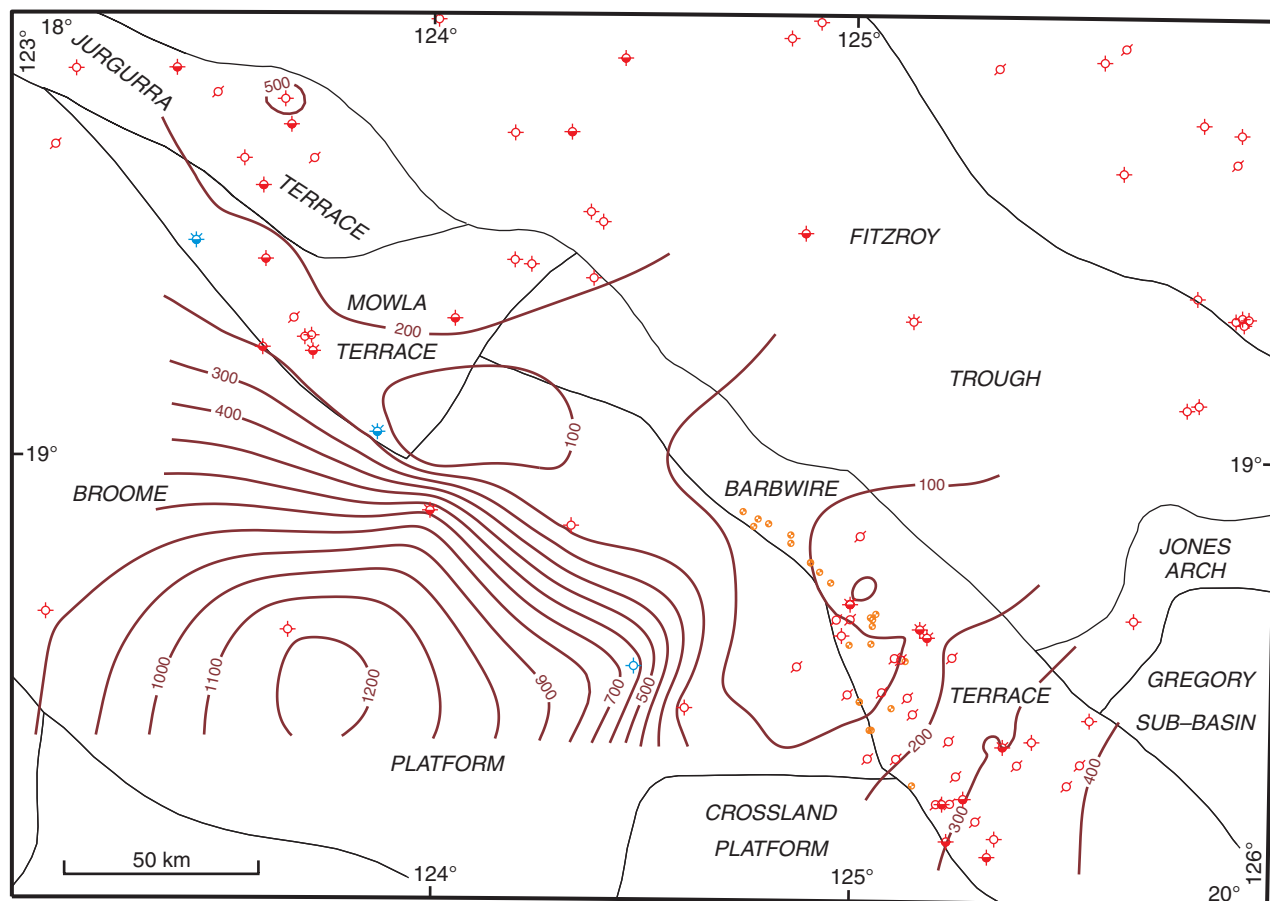 18°
123°
124°
125°
JURGURRA
500
TERRACE
FITZROY
MOWLA
200
TERRACE
TROUGH
300
400
100
19°
19°
BROOME
BARBWIRE
100
JONES
ARCH
1000
1100
1200
900
700
500
TERRACE
GREGORY
SUB–BASIN
200
400
PLATFORM
CROSSLAND
PLATFORM
300
50 km
124°
125°
20°
126°